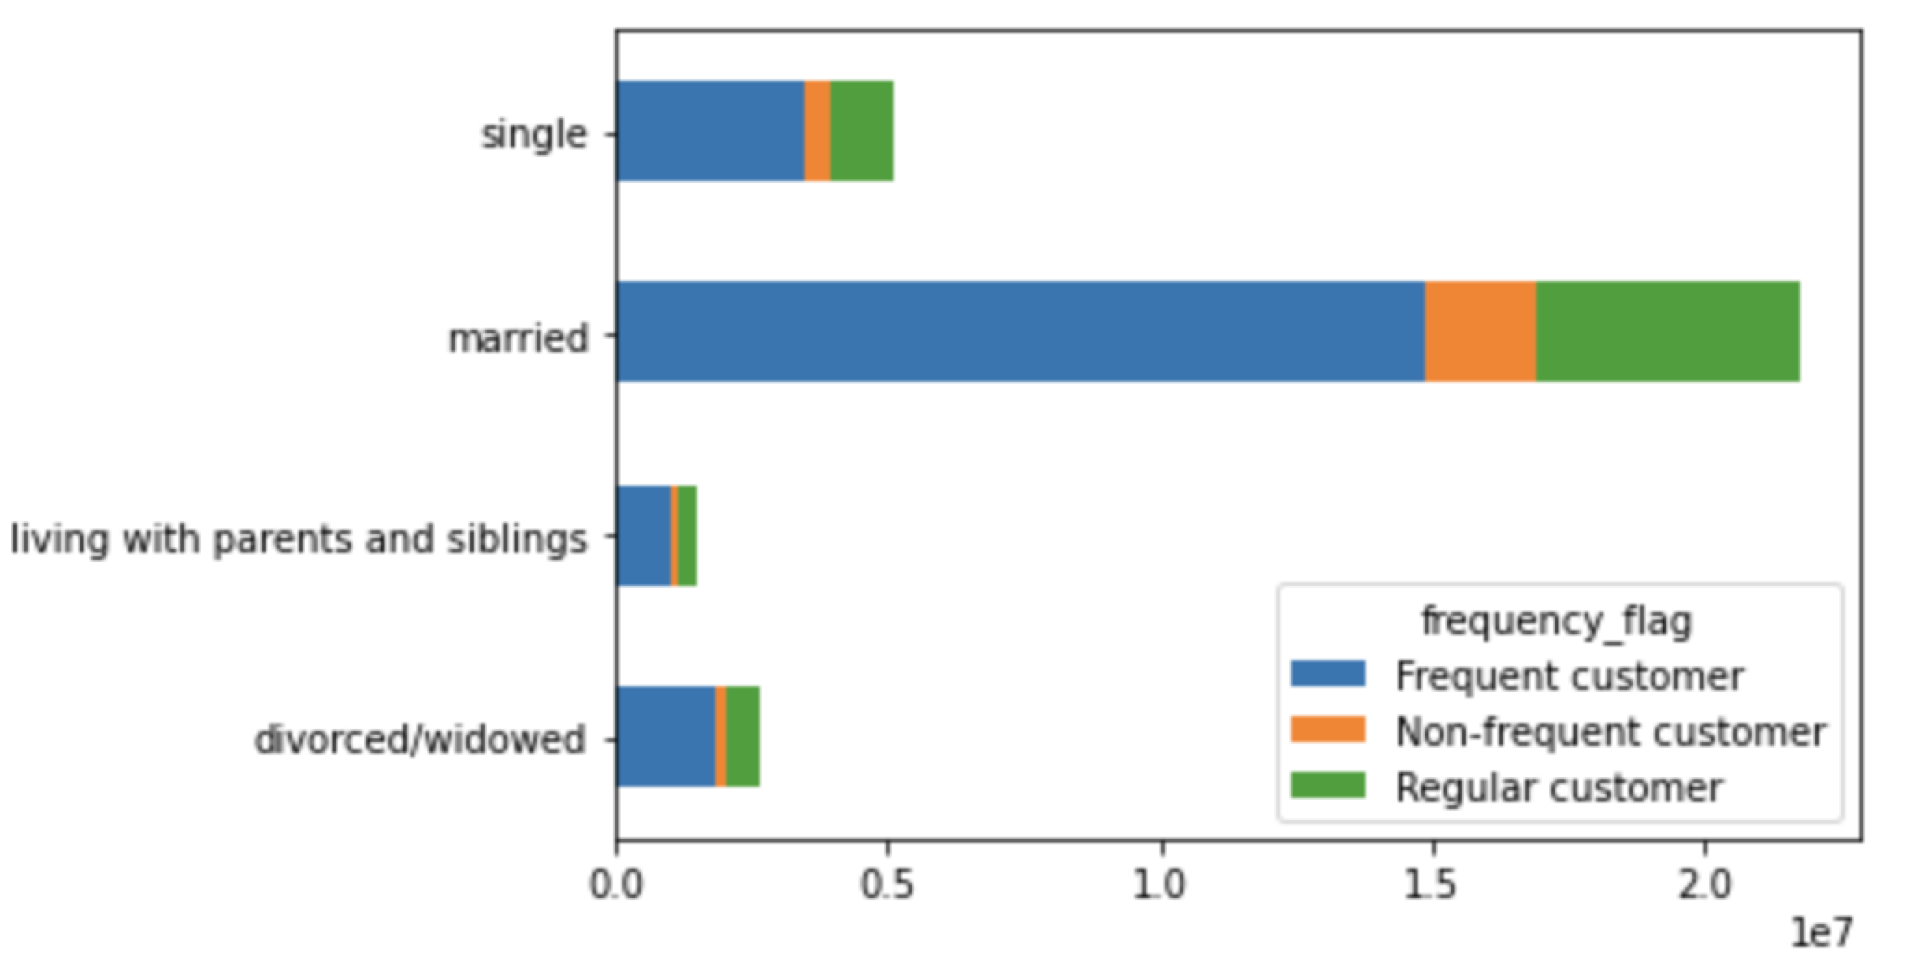 single
married
living with parents and siblings
divorced/widowed
frequency_flag
Frequent customer
Non-frequent customer
Regular customer
0.0 0.5 1.0 1.5 2.0
1e7